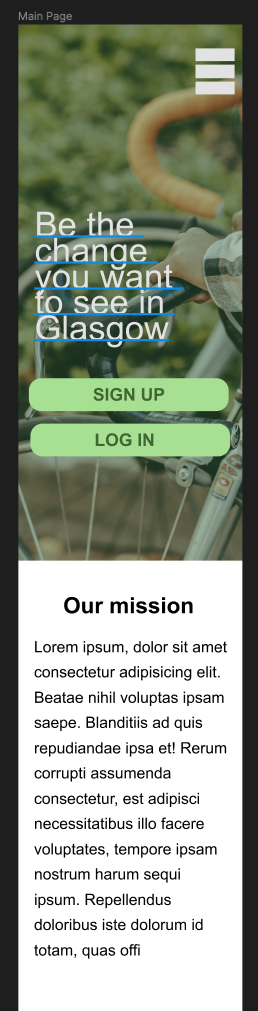 Main Page
Be the
change
you want
to see in
Glasgow
SIGN UP
LOG IN
Our mission
Lorem ipsum, dolor sit amet
consectetur adipisicing elit.
Beatae nihil voluptas ipsam
saepe. Blanditiis ad quis
repudiandae ipsa et! Rerum
corrupti assumenda
consectetur, est adipisci
necessitatibus illo facere
voluptates, tempore ipsam
nostrum harum sequi
ipsum. Repellendus
doloribus iste dolorum id
totam, quas offi